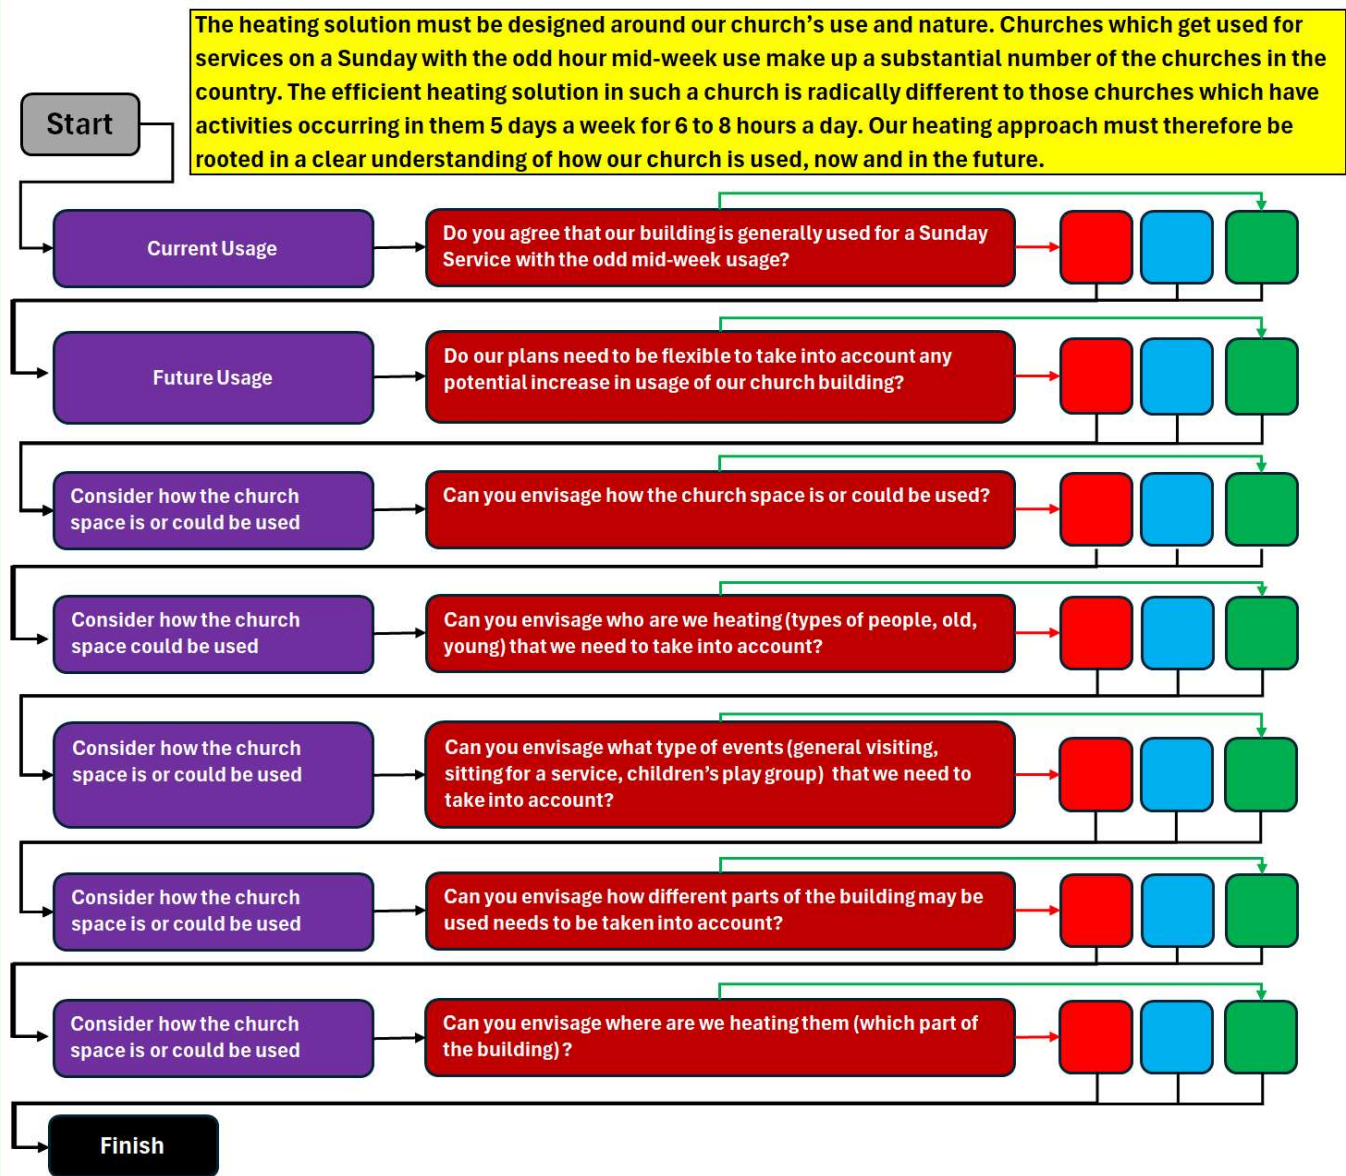 The heating solution must be designed around our church’s use and nature. Churches which get used for
services on a Sunday with the odd hour mid-week use make up a substantial number of the churches in the
country. The efficient heating solution in such a church is radically different to those churches which have
activities occurring in them 5 days a week for 6 to 8 hours a day. Our heating approach must therefore be
rooted in a clear understanding of how our church is used, now and in the future.
Start
Current Usage
Do you agree that our building is generally used for a Sunday
Service with the odd mid-week usage?
Future Usage
Do our plans need to be flexible to take into account any
potential increase in usage of our church building?
Consider how the church
space is or could be used
Can you envisage how the church space is or could be used?
Consider how the church
space could be used
Can you envisage who are we heating (types of people, old,
young) that we need to take into account?
Consider how the church
space is or could be used
Can you envisage what type of events (general visiting,
sitting for a service, children’s play group) that we need to
take into account?
Consider how the church
space is or could be used
Can you envisage how different parts of the building may be
used needs to be taken into account?
Consider how the church
space is or could be used
Can you envisage where are we heating them (which part of
the building) ?
Finish